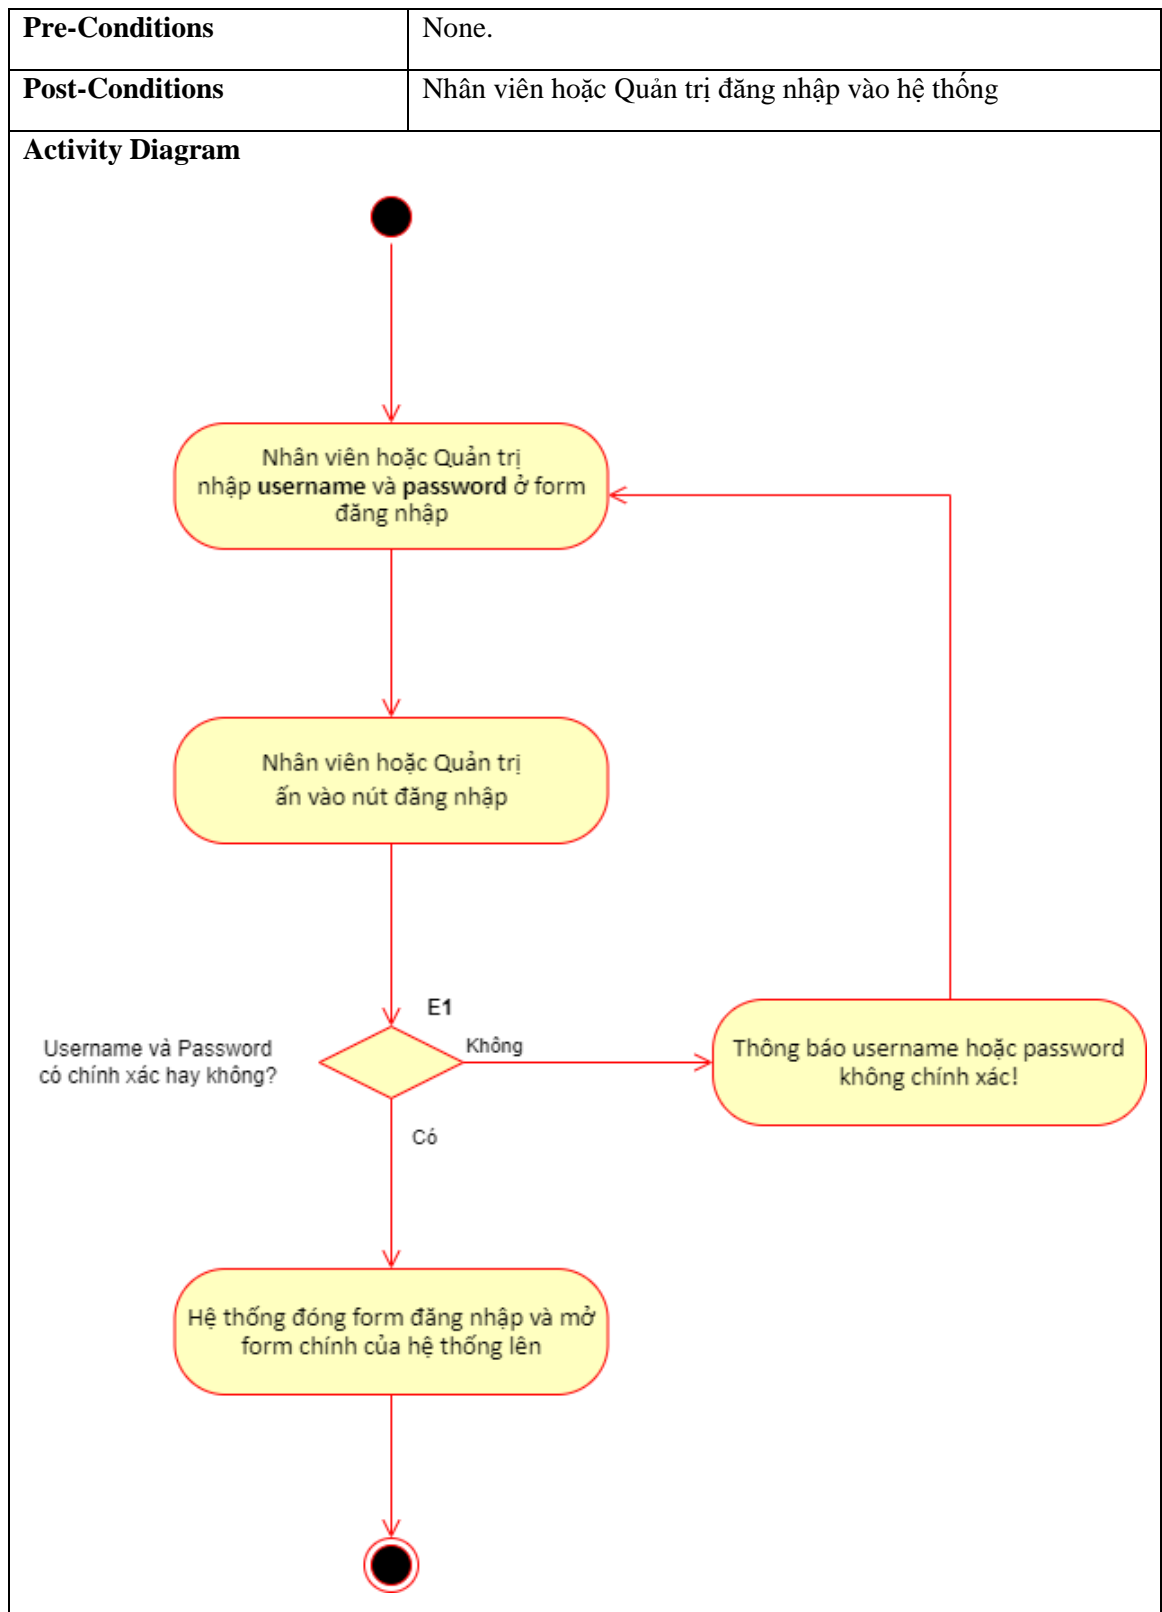 Pre-Conditions
None.
Post-Conditions
Nhân viên hoặc Quản trị đăng nhập vào hệ thống
Activity Diagram
Nhân viên hoặc Quản trị
nhập username và password ở form
đăng nhập
Nhân viên hoặc Quản trị
ấn vào nút đăng nhập
E1
Username và Password
có chính xác hay không?
Không
Thông báo username hoặc password
không chính xác!
Có
Hệ thống đóng form đăng nhập và mở
form chính của hệ thống lên